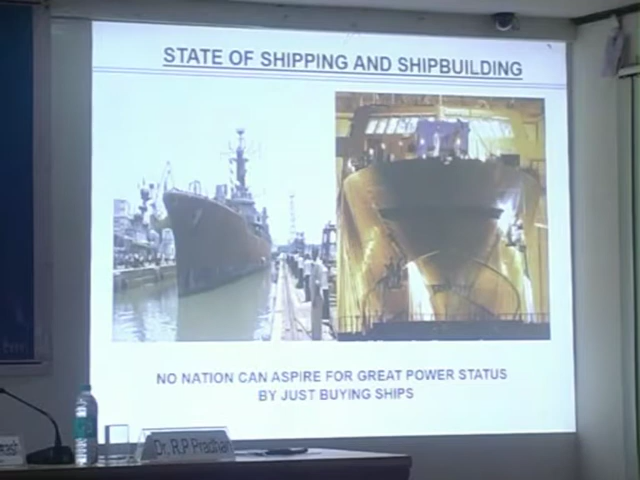 STATE OF SHIPPING AND SHIPBUILDING
NO NATION CAN ASPIRE FOR GREAT POWER STATUS
BY JUST BUYING SHIPS
Dr. R.P Pradhan